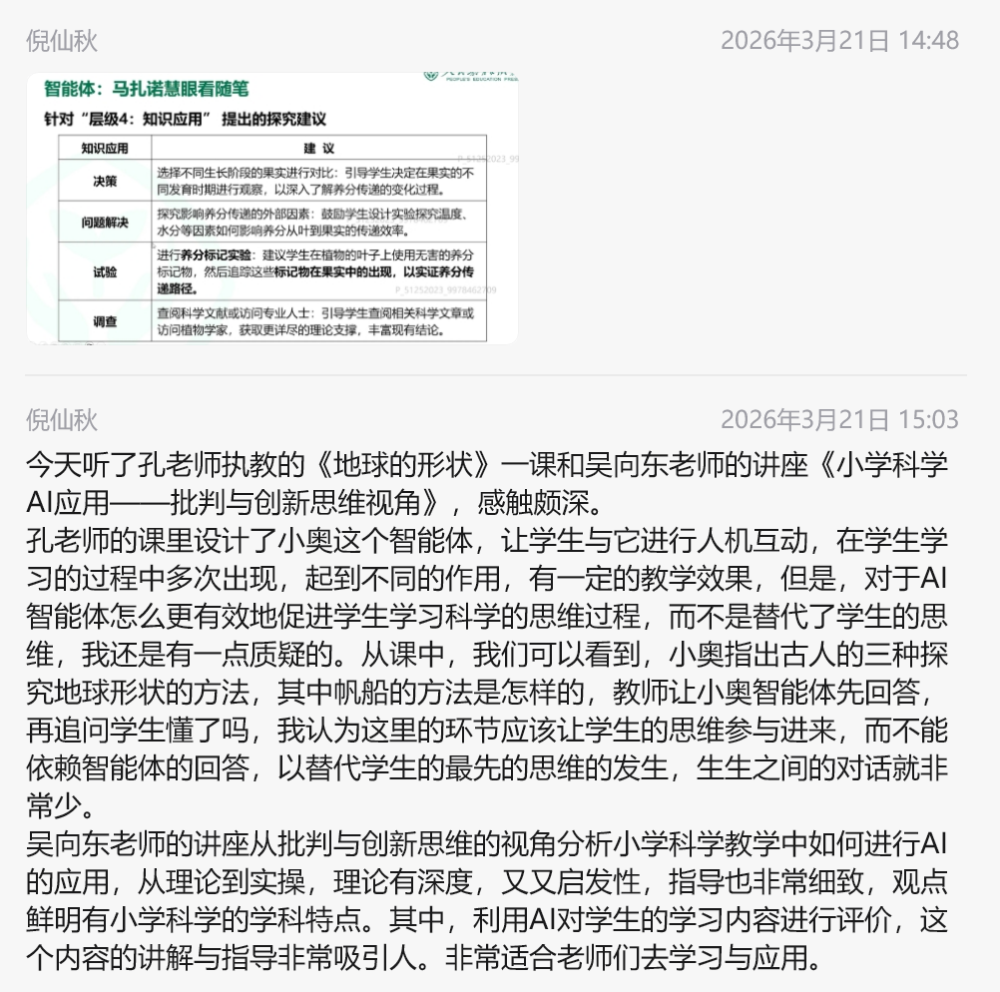 倪仙秋
2026年3月21日 14:48
PEOPLE'S EDUCATION PRESS
智能体：马扎诺慧眼看随笔
针对“层级4：知识应用”提出的探究建议
知识应用 建 议
决策 选择不同生长阶段的果实进行对比：引导学生决定在果实的不
同发育时期进行观察，以深入了解养分传递的变化过程。
问题解决 探究影响养分传递的外部因素：鼓励学生设计实验探究温度、
水分等因素如何影响养分从叶到果实的传递效率。
试验 进行养分标记实验：建议学生在植物的叶子上使用无害的养分
标记物，然后追踪这些标记物在果实中的出现，以实证养分传
递路径。
P_51252023_9978462709
调查 查阅科学文献或访问专业人士：引导学生查阅相关科学文章或
访问植物学家，获取更详尽的理论支撑，丰富现有结论。
倪仙秋
2026年3月21日 15:03
今天听了孔老师执教的《地球的形状》一课和吴向东老师的讲座《小学科学
AI应用——批判与创新思维视角》，感触颇深。
孔老师的课里设计了小奥这个智能体，让学生与它进行人机互动，在学生学
习的过程中多次出现，起到不同的作用，有一定的教学效果，但是，对于AI
智能体怎么更有效地促进学生学习科学的思维过程，而不是替代了学生的思
维，我还是有一点质疑的。从课中，我们可以看到，小奥指出古人的三种探
究地球形状的方法，其中帆船的方法是怎样的，教师让小奥智能体先回答，
再追问学生懂了吗，我认为这里的环节应该让学生的思维参与进来，而不能
依赖智能体的回答，以替代学生的最先的思维的发生，生生之间的对话就非
常少。
吴向东老师的讲座从批判与创新思维的视角分析小学科学教学中如何进行AI
的应用，从理论到实操，理论有深度，又又启发性，指导也非常细致，观点
鲜明有小学科学的学科特点。其中，利用AI对学生的学习内容进行评价，这
个内容的讲解与指导非常吸引人。非常适合老师们去学习与应用。